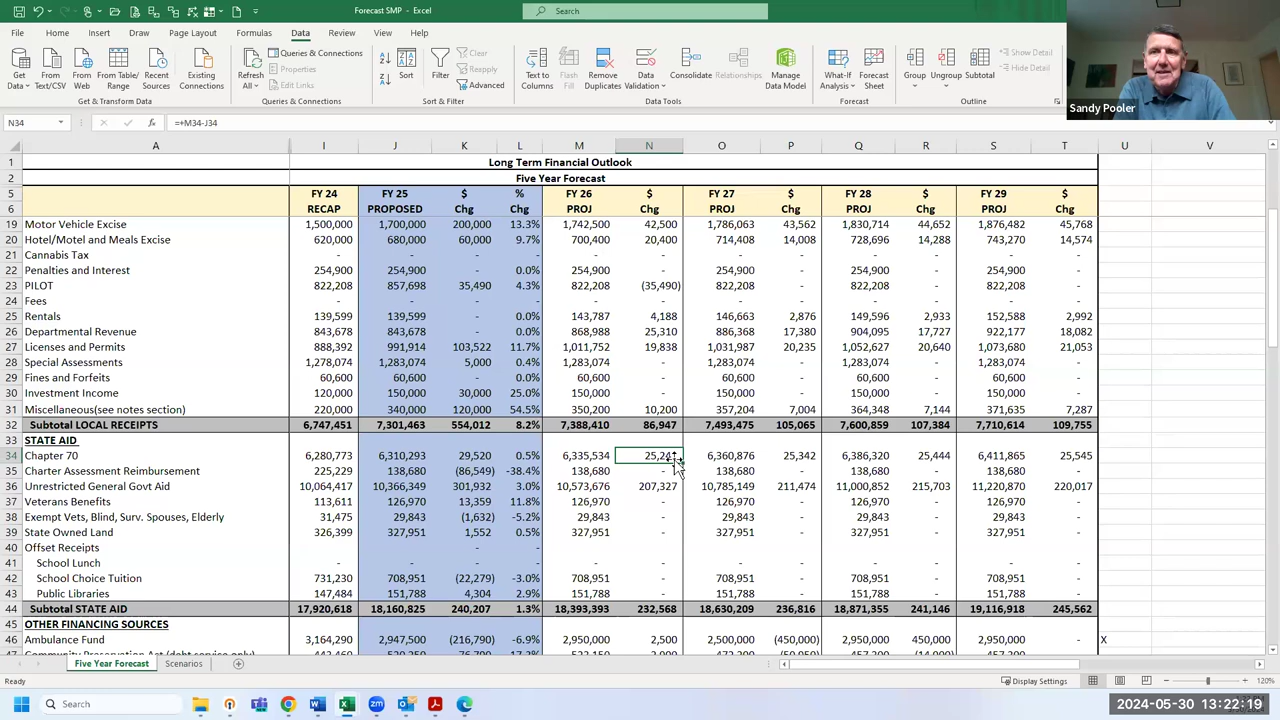 Forecast SMP - Excel
Search
File Home Insert Draw Page Layout Formulas Data Review View Help
Get Data From Text/CSV From Web From Table/ Range Recent Sources Existing Connections
Refresh All Queries & Connections Properties Edit Links
Sort Filter Clear Reapply Advanced
Text to Columns Flash Fill Remove Duplicates Data Validation Consolidate Relationships Manage Data Model
What-If Analysis Forecast Sheet Group Ungroup Subtotal Show Detail Hide Detail
Get & Transform Data Queries & Connections Sort & Filter Data Tools Forecast Outline
Sandy Pooler
N34 =+M34-J34
A I J K L M N O P Q R S T U V
1 Long Term Financial Outlook
2 Five Year Forecast
5 FY 24 FY 25 $ % FY 26 $ FY 27 $ FY 28 $ FY 29 $
6 RECAP PROPOSED Chg Chg PROJ Chg PROJ Chg PROJ Chg PROJ Chg
19 Motor Vehicle Excise 1,500,000 1,700,000 200,000 13.3% 1,742,500 42,500 1,786,063 43,562 1,830,714 44,652 1,876,482 45,768
20 Hotel/Motel and Meals Excise 620,000 680,000 60,000 9.7% 700,400 20,400 714,408 14,008 728,696 14,288 743,270 14,574
21 Cannabis Tax - - - - - - - - - - - -
22 Penalties and Interest 254,900 254,900 - 0.0% 254,900 - 254,900 - 254,900 - 254,900 -
23 PILOT 822,208 857,698 35,490 4.3% 822,208 (35,490) 822,208 - 822,208 - 822,208 -
24 Fees - - - - - - - - - - - -
25 Rentals 139,599 139,599 - 0.0% 143,787 4,188 146,663 2,876 149,596 2,933 152,588 2,992
26 Departmental Revenue 843,678 843,678 - 0.0% 868,988 25,310 886,368 17,380 904,095 17,727 922,177 18,082
27 Licenses and Permits 888,392 991,914 103,522 11.7% 1,011,752 19,838 1,031,987 20,235 1,052,627 20,640 1,073,680 21,053
28 Special Assessments 1,278,074 1,283,074 5,000 0.4% 1,283,074 - 1,283,074 - 1,283,074 - 1,283,074 -
29 Fines and Forfeits 60,600 60,600 - 0.0% 60,600 - 60,600 - 60,600 - 60,600 -
30 Investment Income 120,000 150,000 30,000 25.0% 150,000 - 150,000 - 150,000 - 150,000 -
31 Miscellaneous(see notes section) 220,000 340,000 120,000 54.5% 350,200 10,200 357,204 7,004 364,348 7,144 371,635 7,287
32 Subtotal LOCAL RECEIPTS 6,747,451 7,301,463 554,012 8.2% 7,388,410 86,947 7,493,475 105,065 7,600,859 107,384 7,710,614 109,755
33 STATE AID
34 Chapter 70 6,280,773 6,310,293 29,520 0.5% 6,335,534 25,241 6,360,876 25,342 6,386,320 25,444 6,411,865 25,545
35 Charter Assessment Reimbursement 225,229 138,680 (86,549) -38.4% 138,680 - 138,680 - 138,680 - 138,680 -
36 Unrestricted General Govt Aid 10,064,417 10,366,349 301,932 3.0% 10,573,676 207,327 10,785,149 211,474 11,000,852 215,703 11,220,870 220,017
37 Veterans Benefits 113,611 126,970 13,359 11.8% 126,970 - 126,970 - 126,970 - 126,970 -
38 Exempt Vets, Blind, Surv. Spouses, Elderly 31,475 29,843 (1,632) -5.2% 29,843 - 29,843 - 29,843 - 29,843 -
39 State Owned Land 326,399 327,951 1,552 0.5% 327,951 - 327,951 - 327,951 - 327,951 -
40 Offset Receipts - -
41 School Lunch - - - - - - - - - - - -
42 School Choice Tuition 731,230 708,951 (22,279) -3.0% 708,951 - 708,951 - 708,951 - 708,951 -
43 Public Libraries 147,484 151,788 4,304 2.9% 151,788 - 151,788 - 151,788 - 151,788 -
44 Subtotal STATE AID 17,920,618 18,160,825 240,207 1.3% 18,393,393 232,568 18,630,209 236,816 18,871,355 241,146 19,116,918 245,562
45 OTHER FINANCING SOURCES
46 Ambulance Fund 3,164,290 2,947,500 (216,790) -6.9% 2,950,000 2,500 2,500,000 (450,000) 2,950,000 450,000 2,950,000 - X
Five Year Forecast Scenarios
Ready Display Settings 120%
Search
2024-05-30 13:22:19